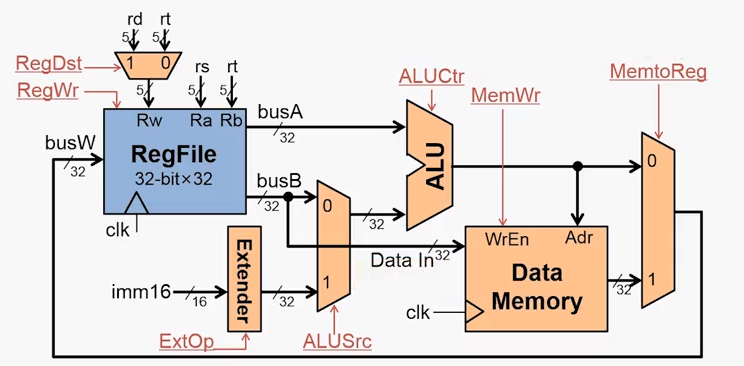 rd rt
5 5
RegDst 1 0
rs rt
RegWr 5 5 5
ALUCtr
MemWr
MemtoReg
Rw Ra Rb
busA
32
busW
32
RegFile
32-bit×32
busB
32
clk
ALU
0
0
32
WrEn Adr
Data In 32
Extender
Data
Memory
imm16
16
32
1
32
1
clk
ExtOp
ALUSrc